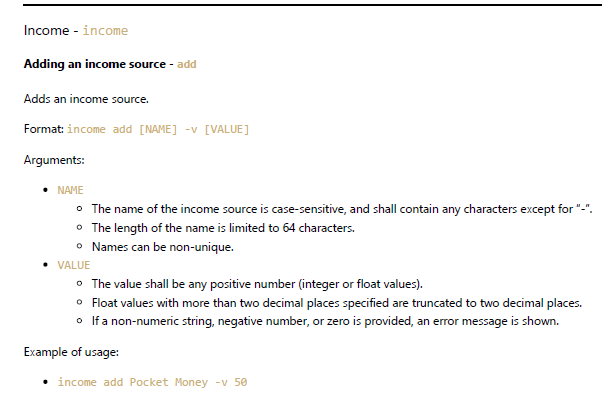 Income - income
Adding an income source - add
Adds an income source.
Format: income add [NAME] -v [VALUE]
Arguments:
• NAME
○ The name of the income source is case-sensitive, and shall contain any characters except for “-”.
○ The length of the name is limited to 64 characters.
○ Names can be non-unique.
• VALUE
○ The value shall be any positive number (integer or float values).
○ Float values with more than two decimal places specified are truncated to two decimal places.
○ If a non-numeric string, negative number, or zero is provided, an error message is shown.
Example of usage:
• income add Pocket Money -v 50